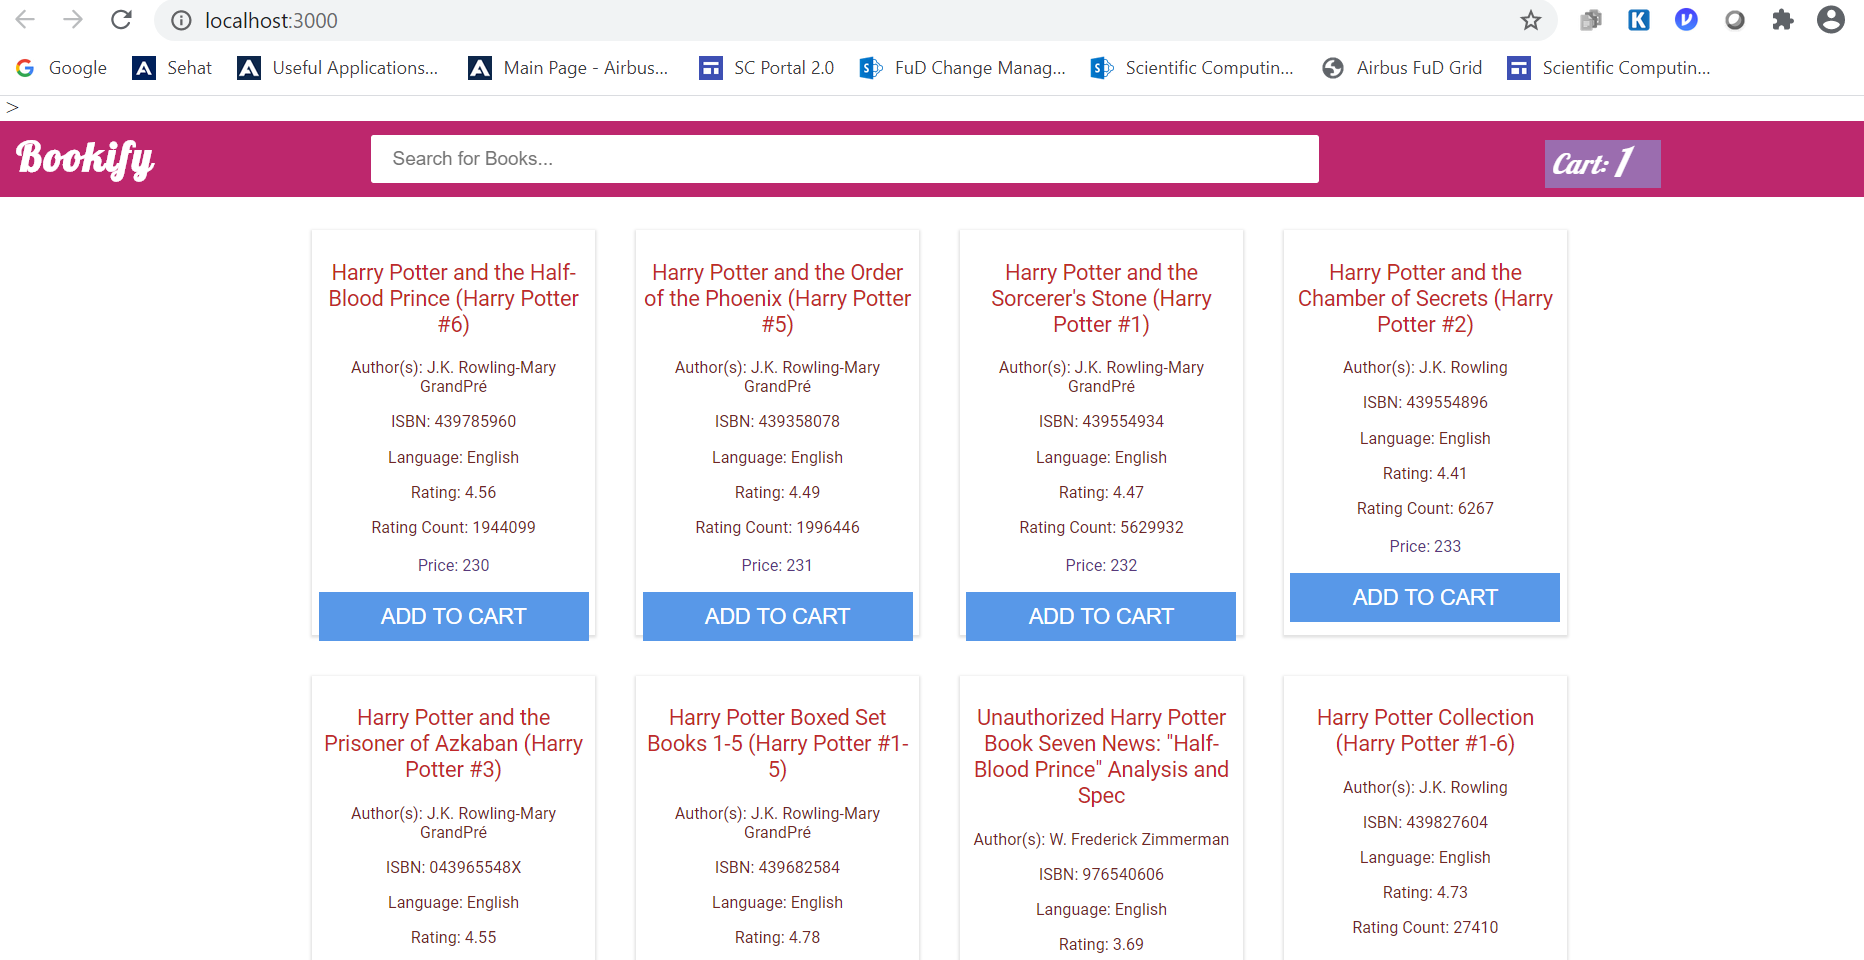 localhost:3000
Google Sehat Useful Applications... Main Page - Airbus... SC Portal 2.0 FuD Change Manag... Scientific Computin... Airbus FuD Grid Scientific Computin...
>
Bookify
Search for Books...
Cart: 1
Harry Potter and the Half-
Blood Prince (Harry Potter
#6)
Author(s): J.K. Rowling-Mary
GrandPré
ISBN: 439785960
Language: English
Rating: 4.56
Rating Count: 1944099
Price: 230
ADD TO CART
Harry Potter and the Order
of the Phoenix (Harry Potter
#5)
Author(s): J.K. Rowling-Mary
GrandPré
ISBN: 439358078
Language: English
Rating: 4.49
Rating Count: 1996446
Price: 231
ADD TO CART
Harry Potter and the
Sorcerer's Stone (Harry
Potter #1)
Author(s): J.K. Rowling-Mary
GrandPré
ISBN: 439554934
Language: English
Rating: 4.47
Rating Count: 5629932
Price: 232
ADD TO CART
Harry Potter and the
Chamber of Secrets (Harry
Potter #2)
Author(s): J.K. Rowling
ISBN: 439554896
Language: English
Rating: 4.41
Rating Count: 6267
Price: 233
ADD TO CART
Harry Potter and the
Prisoner of Azkaban (Harry
Potter #3)
Author(s): J.K. Rowling-Mary
GrandPré
ISBN: 043965548X
Language: English
Rating: 4.55
Harry Potter Boxed Set
Books 1-5 (Harry Potter #1-
5)
Author(s): J.K. Rowling-Mary
GrandPré
ISBN: 439682584
Language: English
Rating: 4.78
Unauthorized Harry Potter
Book Seven News: "Half-
Blood Prince" Analysis and
Spec
Author(s): W. Frederick Zimmerman
ISBN: 976540606
Language: English
Rating: 3.69
Harry Potter Collection
(Harry Potter #1-6)
Author(s): J.K. Rowling
ISBN: 439827604
Language: English
Rating: 4.73
Rating Count: 27410